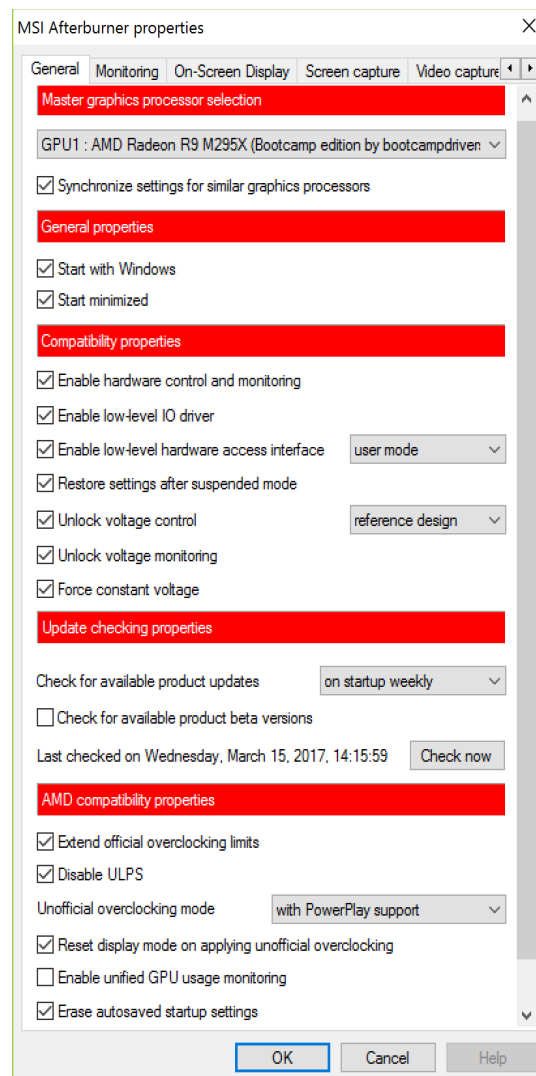 MSI Afterburner properties
General Monitoring On-Screen Display Screen capture Video capture
Master graphics processor selection
GPU1 : AMD Radeon R9 M295X (Bootcamp edition by bootcampdrivers
Synchronize settings for similar graphics processors
General properties
Start with Windows
Start minimized
Compatibility properties
Enable hardware control and monitoring
Enable low-level IO driver
Enable low-level hardware access interface user mode
Restore settings after suspended mode
Unlock voltage control reference design
Unlock voltage monitoring
Force constant voltage
Update checking properties
Check for available product updates on startup weekly
Check for available product beta versions
Last checked on Wednesday, March 15, 2017, 14:15:59 Check now
AMD compatibility properties
Extend official overclocking limits
Disable ULPS
Unofficial overclocking mode with PowerPlay support
Reset display mode on applying unofficial overclocking
Enable unified GPU usage monitoring
Erase autosaved startup settings
OK Cancel Help